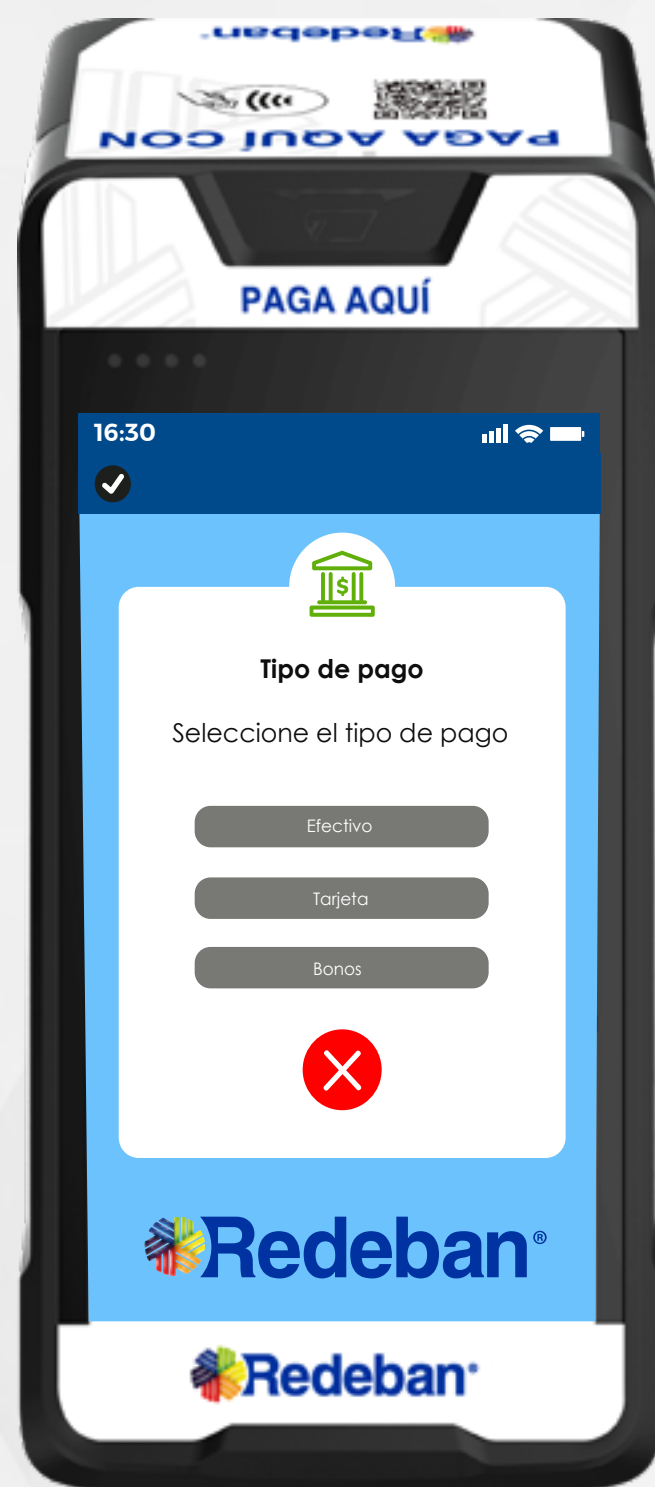 Redeban
PAGA AQUÍ CON
PAGA AQUÍ
16:30
$
Tipo de pago
Seleccione el tipo de pago
Efectivo
Tarjeta
Bonos
Redeban®
Redeban